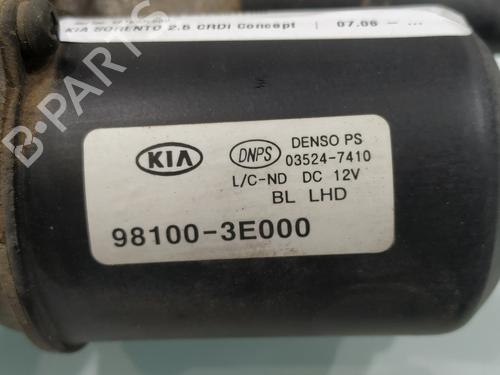 KIA SORENTO 2.5 CRDi Concept | 07.06 - ...
KIA DNPS DENSO PS
03524-7410
L/C-ND DC 12V
BL LHD
98100-3E000